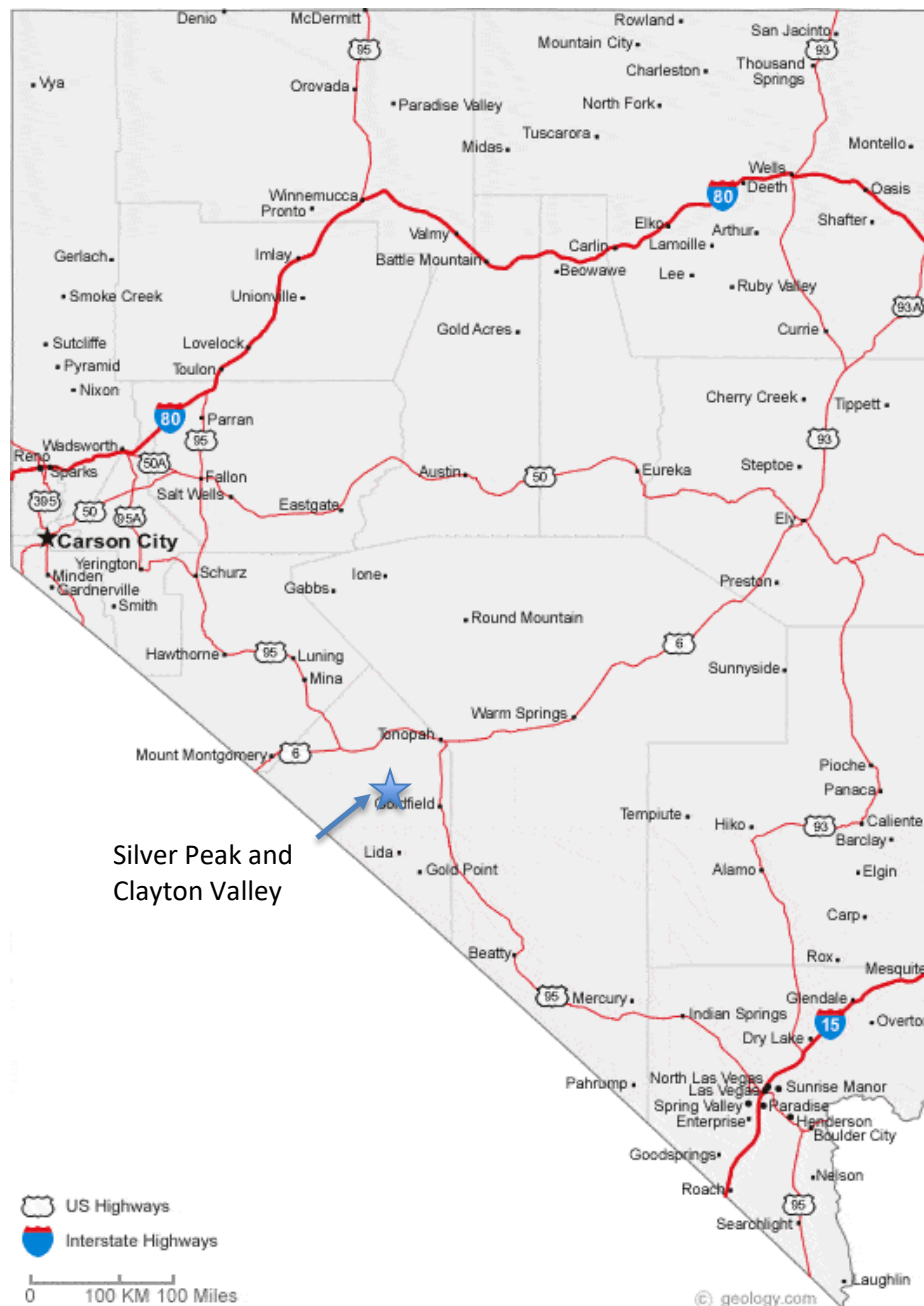 Denio
McDermitt
Rowland
San Jacinto
95
Mountain City
93
Thousand
Springs
Vya
Orovada
Charleston
Paradise Valley
North Fork
Tuscarora
Midas
Montello
Wells
Deeth
Oasis
Winnemucca
Pronto
80
Elko
Arthur
Shafter
Valmy
Carlin
Lamoille
Gerlach
Imlay
Battle Mountain
Beowawe
Lee
Ruby Valley
Smoke Creek
Unionville
93A
Gold Acres
Currie
Sutcliffe
Lovelock
Pyramid
Toulon
Nixon
Cherry Creek
Tippett
80
Parran
95
93
Wadsworth
50A
Reno
Sparks
Fallon
Austin
50
Eureka
Steptoe
395
50
95A
Salt Wells
Eastgate
Ely
Carson City
Yerington
Schurz
Ione
Minden
Gardnerville
Gabbs
Preston
Smith
Round Mountain
Hawthorne
95
Luning
6
Sunnyside
Mina
Warm Springs
Tonopah
Mount Montgomery
6
Pioche
Panaca
Goldfield
Tempiute
Hiko
93
Caliente
Barclay
Silver Peak and
Clayton Valley
Lida
Gold Point
Alamo
Elgin
Carp
Beatty
Rox
Mesquite
95
Mercury
Glendale
Indian Springs
15
Overton
Dry Lake
Pahrump
North Las Vegas
Las Vegas
Sunrise Manor
Spring Valley
Paradise
Enterprise
Henderson
Boulder City
Goodsprings
Nelson
Roach
95
US Highways
Searchlight
Interstate Highways
Laughlin
0 100 KM 100 Miles
© geology.com